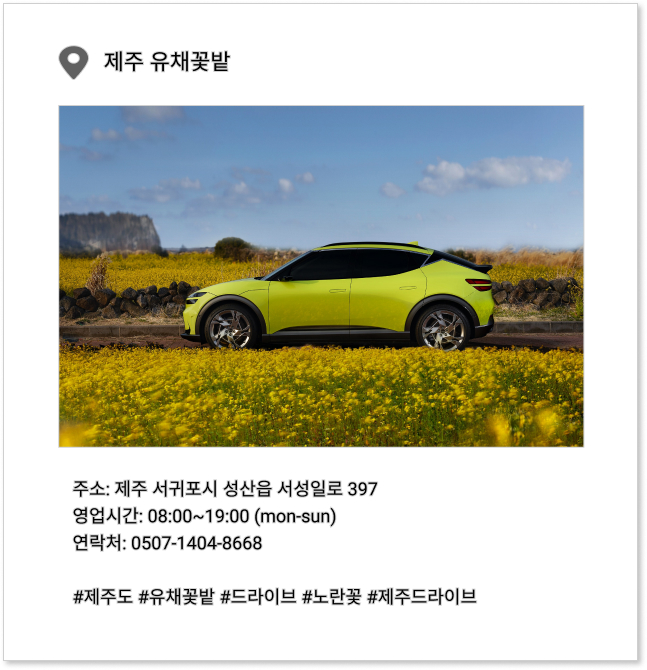 제주 유채꽃밭
주소: 제주 서귀포시 성산읍 서성일로 397
영업시간: 08:00~19:00 (mon-sun)
연락처: 0507-1404-8668
#제주도 #유채꽃밭 #드라이브 #노란꽃 #제주드라이브